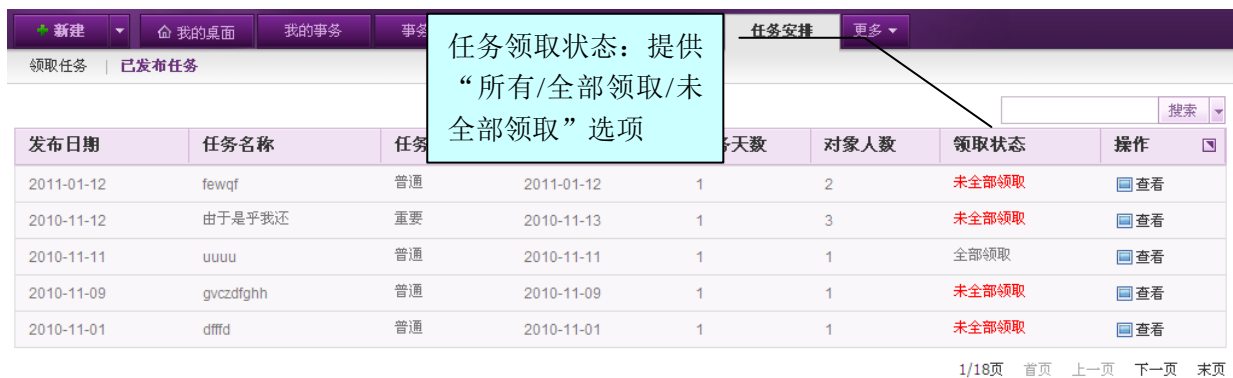 新建 我的桌面 我的事务 事务 任务安排 更多
领取任务 | 已发布任务
任务领取状态：提供
“所有/全部领取/未
全部领取”选项
搜索
发布日期 任务名称 任务 天数 对象人数 领取状态 操作
2011-01-12 fewqf 普通 2011-01-12 1 2 未全部领取 查看
2010-11-12 由于是乎我还 重要 2010-11-13 1 3 未全部领取 查看
2010-11-11 uuuu 普通 2010-11-11 1 1 全部领取 查看
2010-11-09 gvczdfghh 普通 2010-11-09 1 1 未全部领取 查看
2010-11-01 dfffd 普通 2010-11-01 1 1 未全部领取 查看
1/18页 首页 上一页 下一页 末页